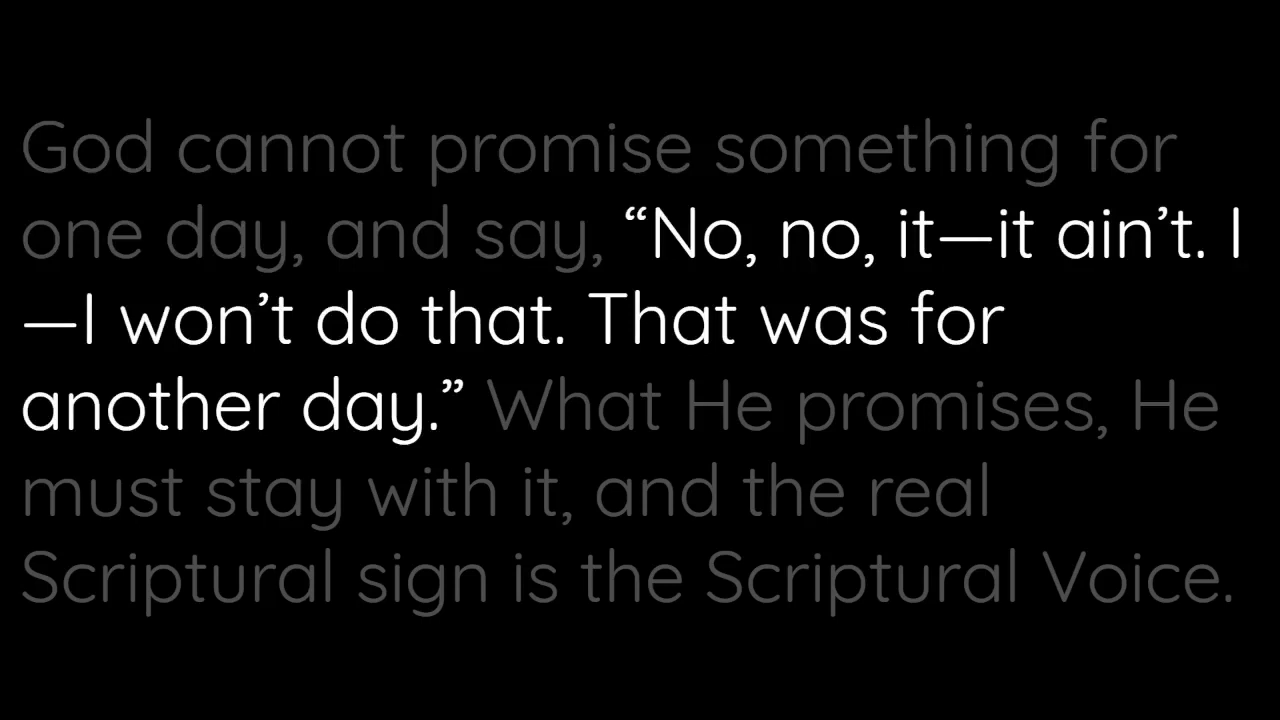 God cannot promise something for
one day, and say, “No, no, it—it ain’t. I
—I won’t do that. That was for
another day.” What He promises, He
must stay with it, and the real
Scriptural sign is the Scriptural Voice.